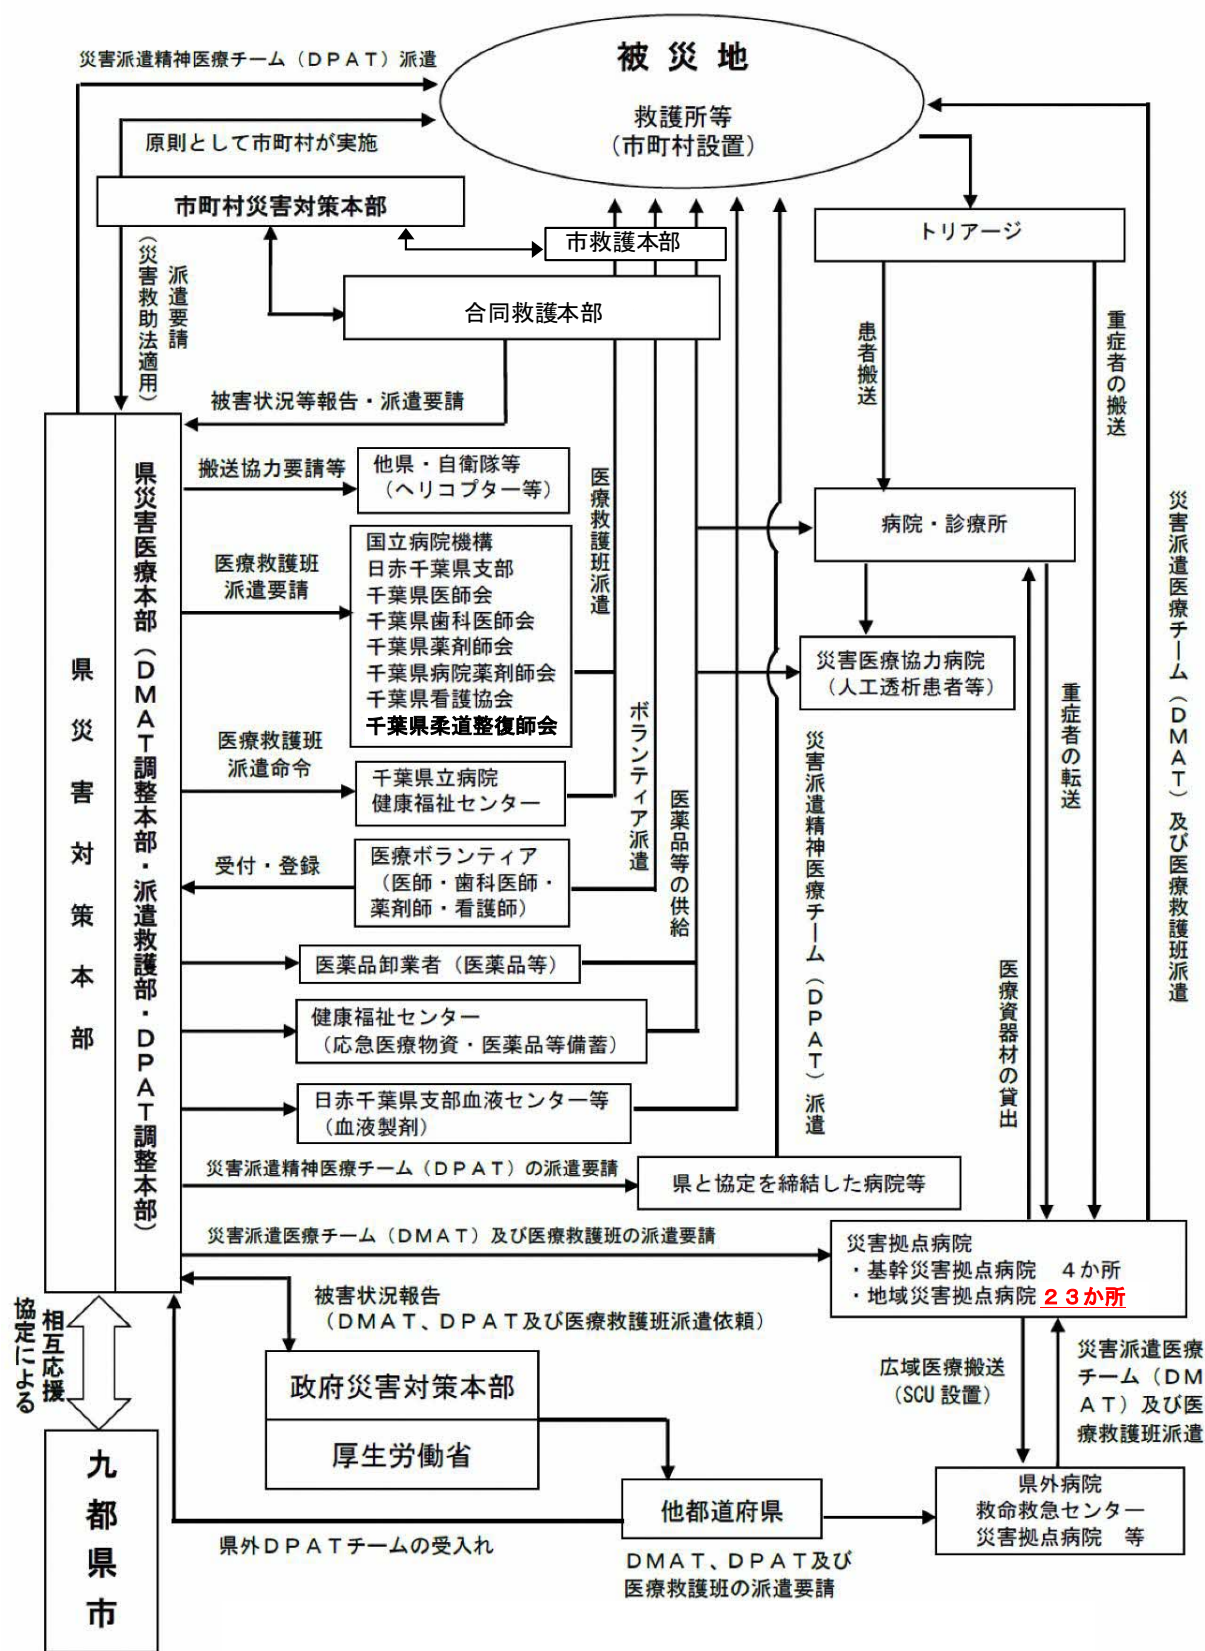 災害派遣精神医療チーム（ＤＰＡＴ）派遣
被 災 地
救護所等
（市町村設置）
原則として市町村が実施
市町村災害対策本部
市救護本部
トリアージ
派遣要請
（災害救助法適用）
合同救護本部
患者搬送
重症者の搬送
被害状況等報告・派遣要請
県災害対策本部
県災害医療本部（ＤＭＡＴ調整本部・派遣救護部・ＤＰＡＴ調整本部）
搬送協力要請等
他県・自衛隊等
（ヘリコプター等）
医療救護班派遣
病院・診療所
災害派遣医療チーム（ＤＭＡＴ）及び医療救護班派遣
医療救護班
派遣要請
国立病院機構
日赤千葉県支部
千葉県医師会
千葉県歯科医師会
千葉県薬剤師会
千葉県病院薬剤師会
千葉県看護協会
千葉県柔道整復師会
災害医療協力病院
（人工透析患者等）
重症者の転送
ボランティア派遣
災害派遣精神医療チーム（ＤＰＡＴ）派遣
医療救護班
派遣命令
千葉県立病院
健康福祉センター
医薬品等の供給
受付・登録
医療ボランティア
（医師・歯科医師・
薬剤師・看護師）
医薬品卸業者（医薬品等）
医療資器材の貸出
健康福祉センター
（応急医療物資・医薬品等備蓄）
日赤千葉県支部血液センター等
（血液製剤）
災害派遣精神医療チーム（ＤＰＡＴ）の派遣要請
県と協定を締結した病院等
災害派遣医療チーム（ＤＭＡＴ）及び医療救護班の派遣要請
災害拠点病院
・基幹災害拠点病院　４か所
・地域災害拠点病院 ２３か所
被害状況報告
（ＤＭＡＴ、ＤＰＡＴ及び医療救護班派遣依頼）
相互応援
協定による
政府災害対策本部
厚生労働省
広域医療搬送
（SCU 設置）
災害派遣医療
チーム（ＤＭ
ＡＴ）及び医
療救護班派遣
九都県市
他都道府県
県外病院
救命救急センター
災害拠点病院　等
県外ＤＰＡＴチームの受入れ
ＤＭＡＴ、ＤＰＡＴ及び
医療救護班の派遣要請